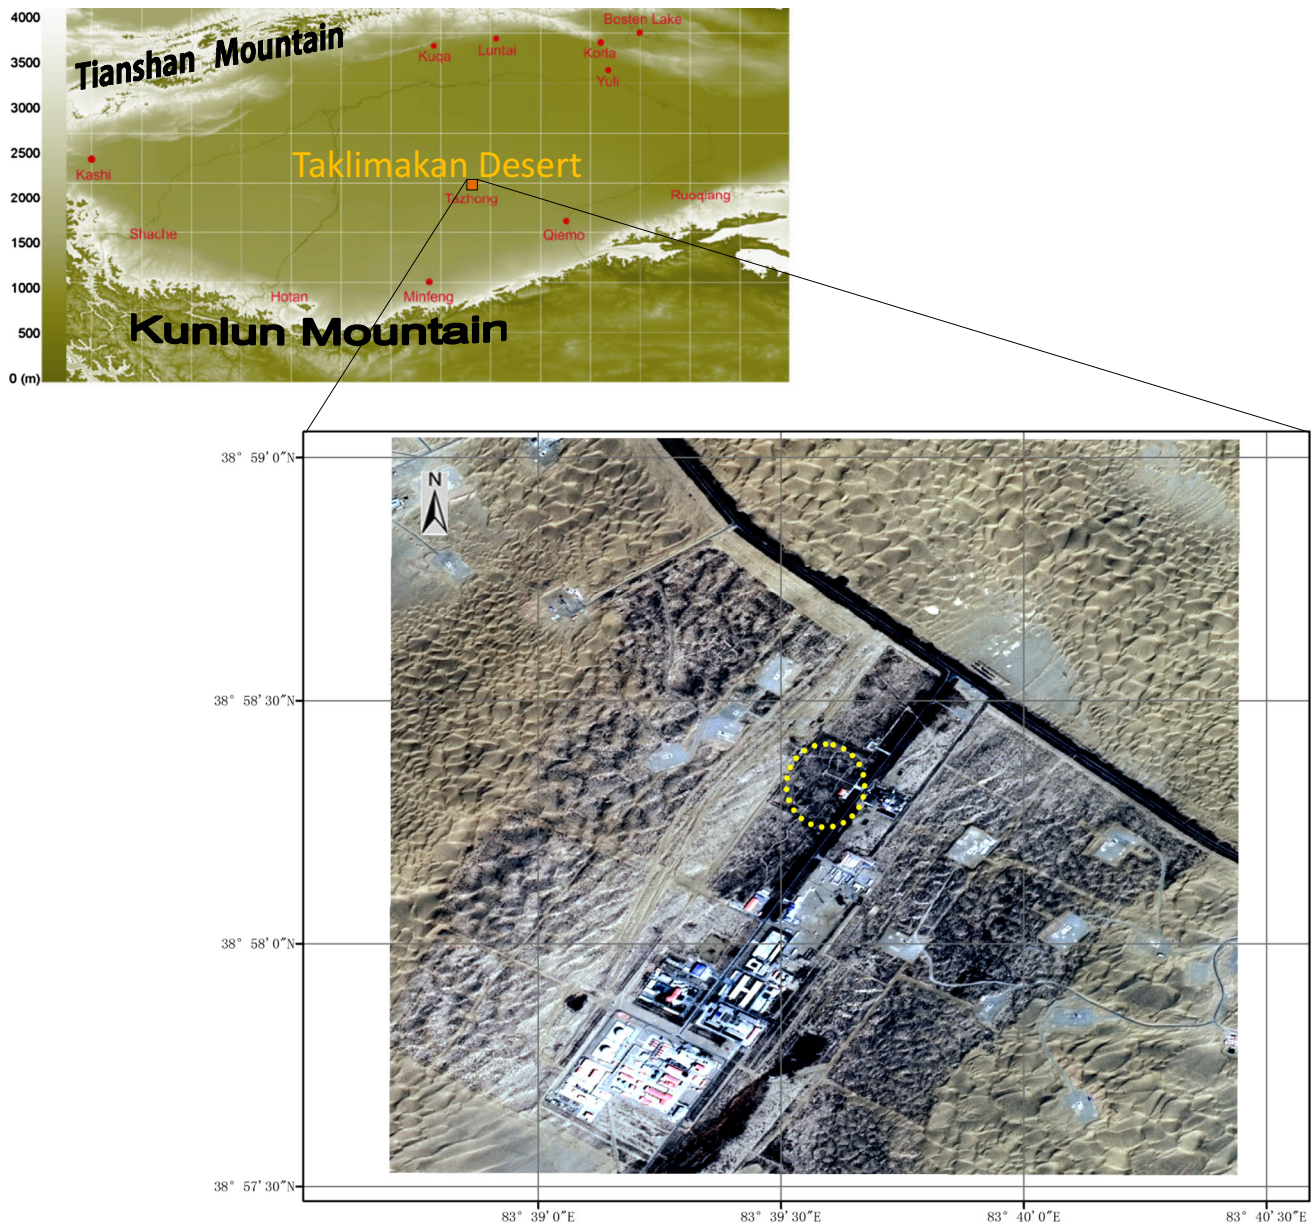 4000
3500
3000
2500
2000
1500
1000
500
0 (m)
Tianshan Mountain
Bosten Lake
Kuqa
Luntai
Korla
Yuli
Taklimakan Desert
Kashi
Tazhong
Ruoqiang
Shache
Qiemo
Hotan
Minfeng
Kunlun Mountain
38° 59'0"N
N
38° 58'30"N
38° 58'0"N
38° 57'30"N
83° 39'0"E
83° 39'30"E
83° 40'0"E
83° 40'30"E